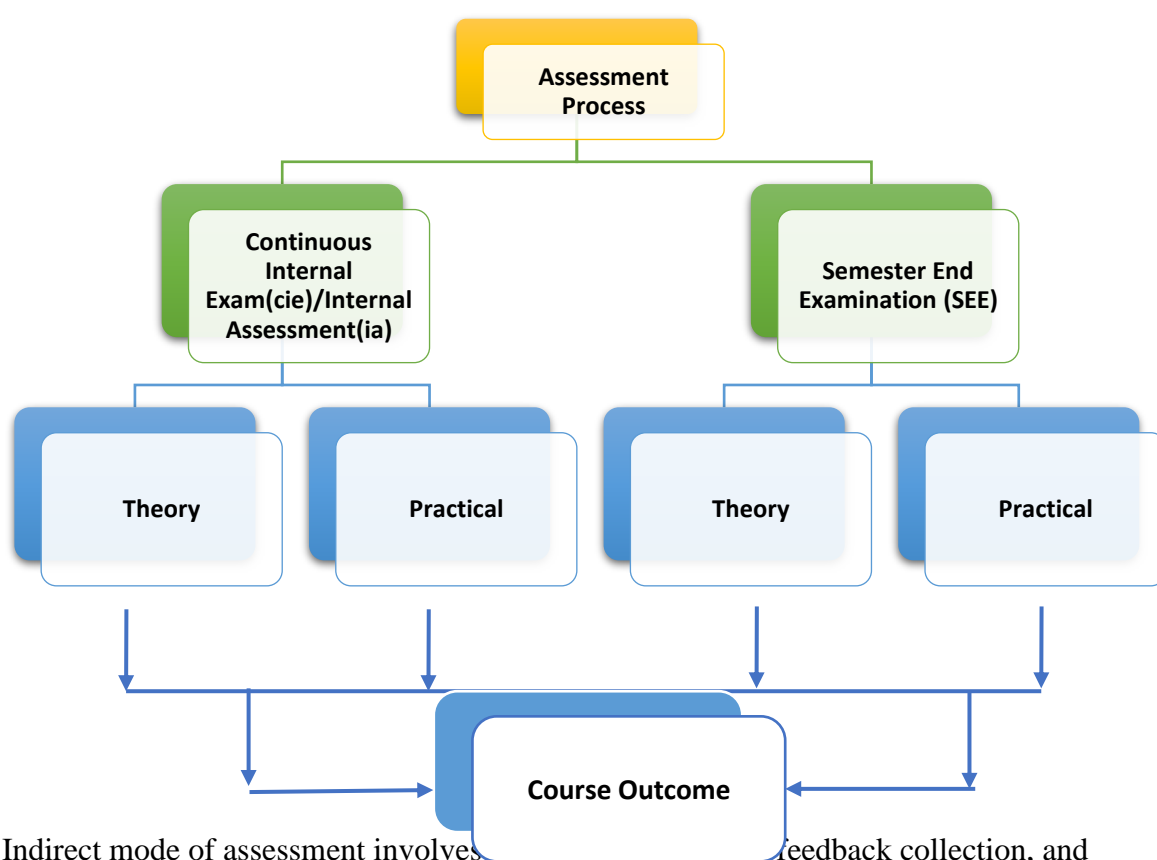 Assessment
Process
Continuous
Internal
Exam(cie)/Internal
Assessment(ia)
Semester End
Examination (SEE)
Theory
Practical
Theory
Practical
Course Outcome
Indirect mode of assessment involves feedback collection, and